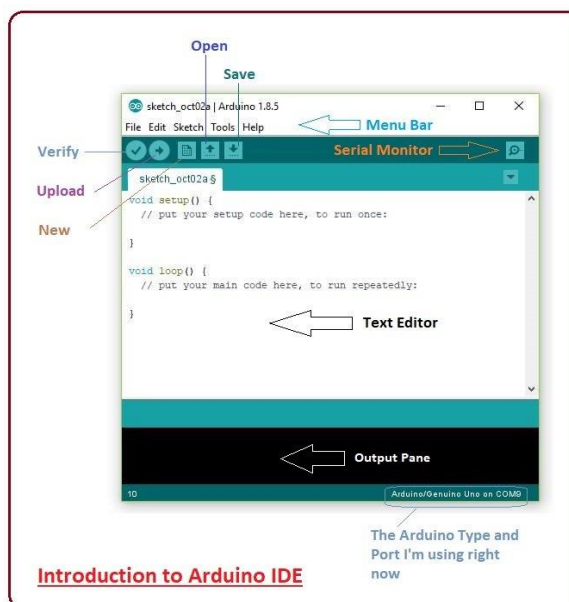 Open
Save
sketch_oct02a | Arduino 1.8.5
File Edit Sketch Tools Help
Menu Bar
Verify
Serial Monitor
Upload
sketch_oct02a §
New
void setup() {
// put your setup code here, to run once:
}
void loop() {
// put your main code here, to run repeatedly:
}
Text Editor
Output Pane
10
Arduino/Genuino Uno on COM9
The Arduino Type and
Port I'm using right
now
Introduction to Arduino IDE